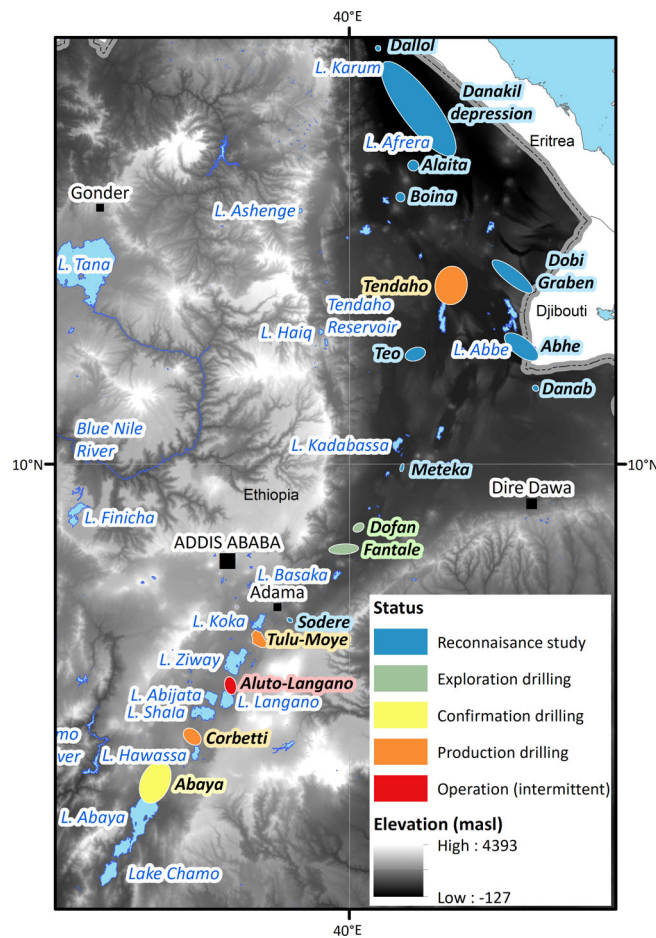 40°E
Dallol
L. Karum
Danakil
depression
Eritrea
L. Afrera
Alaita
Gonder
Boina
L. Ashenge
L. Tana
Dobi
Graben
Tendaho
Tendaho
Reservoir
Djibouti
L. Haiq
L. Abbe
Abhe
Teo
Danab
Blue Nile
River
L. Kadabassa
10°N
10°N
Meteka
Dire Dawa
Ethiopia
L. Finicha
Dofan
ADDIS ABABA
Fantale
L. Basaka
Adama
L. Koka
Sodere
Tulu-Moye
L. Ziway
Aluto-Langano
L. Abijata
L. Langano
L. Shala
mo
ver
Corbetti
L. Hawassa
Abaya
L. Abaya
Lake Chamo
Status
Reconnaisance study
Exploration drilling
Confirmation drilling
Production drilling
Operation (intermittent)
Elevation (masl)
High : 4393
Low : -127
40°E